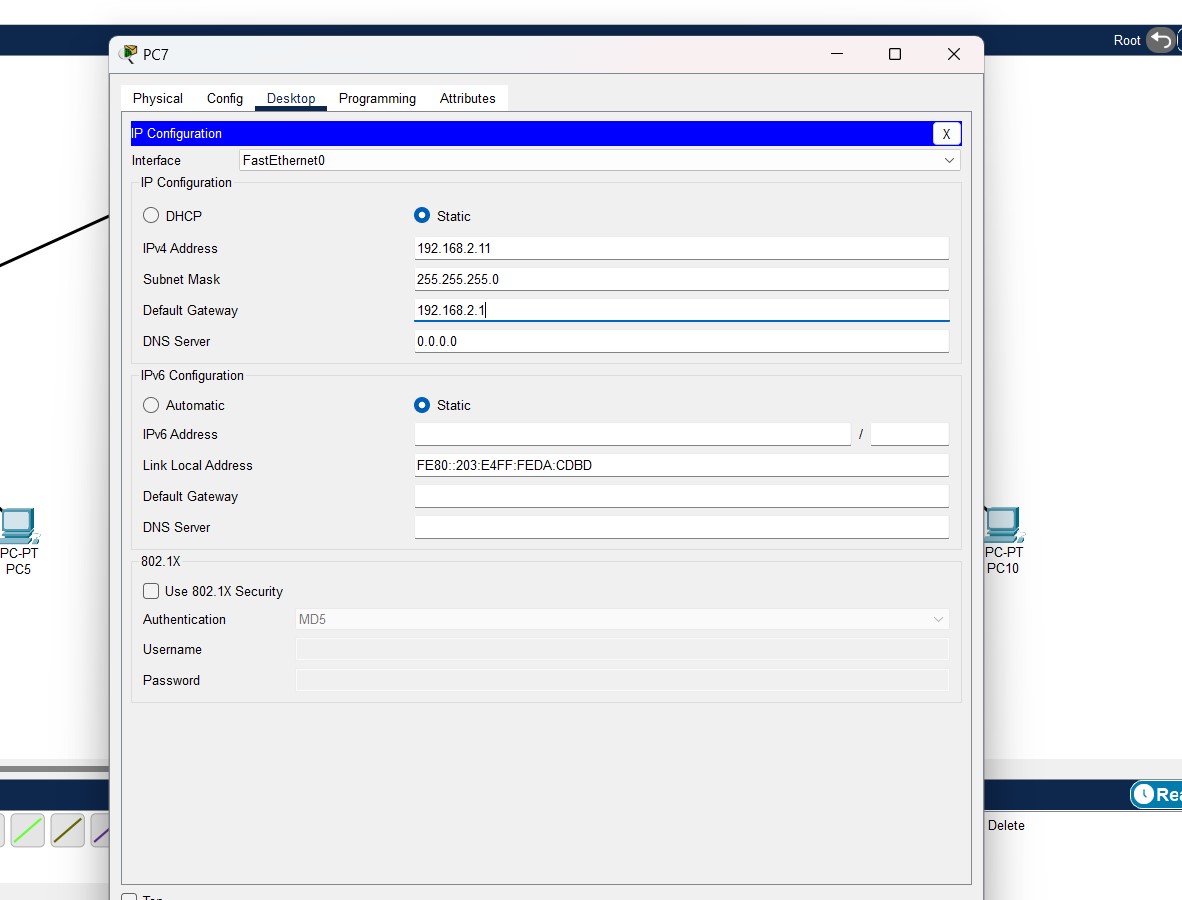 Root
PC7
Physical Config Desktop Programming Attributes
IP Configuration X
Interface FastEthernet0
IP Configuration
DHCP Static
IPv4 Address 192.168.2.11
Subnet Mask 255.255.255.0
Default Gateway 192.168.2.1
DNS Server 0.0.0.0
IPv6 Configuration
Automatic Static
IPv6 Address /
Link Local Address FE80::203:E4FF:FEDA:CDBD
Default Gateway
DNS Server
PC-PT
PC5
PC-PT
PC10
802.1X
Use 802.1X Security
Authentication MD5
Username
Password
Rea
Delete